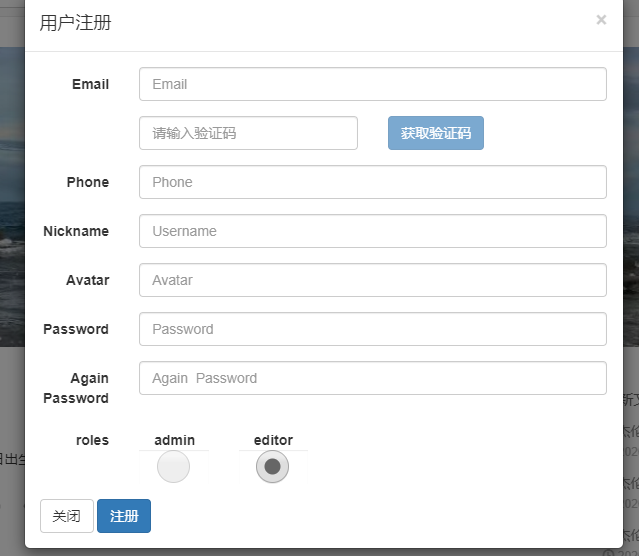 用户注册 ×
Email Email
请输入验证码 获取验证码
Phone Phone
Nickname Username
Avatar Avatar
Password Password
Again Password Again Password
roles admin editor
关闭 注册